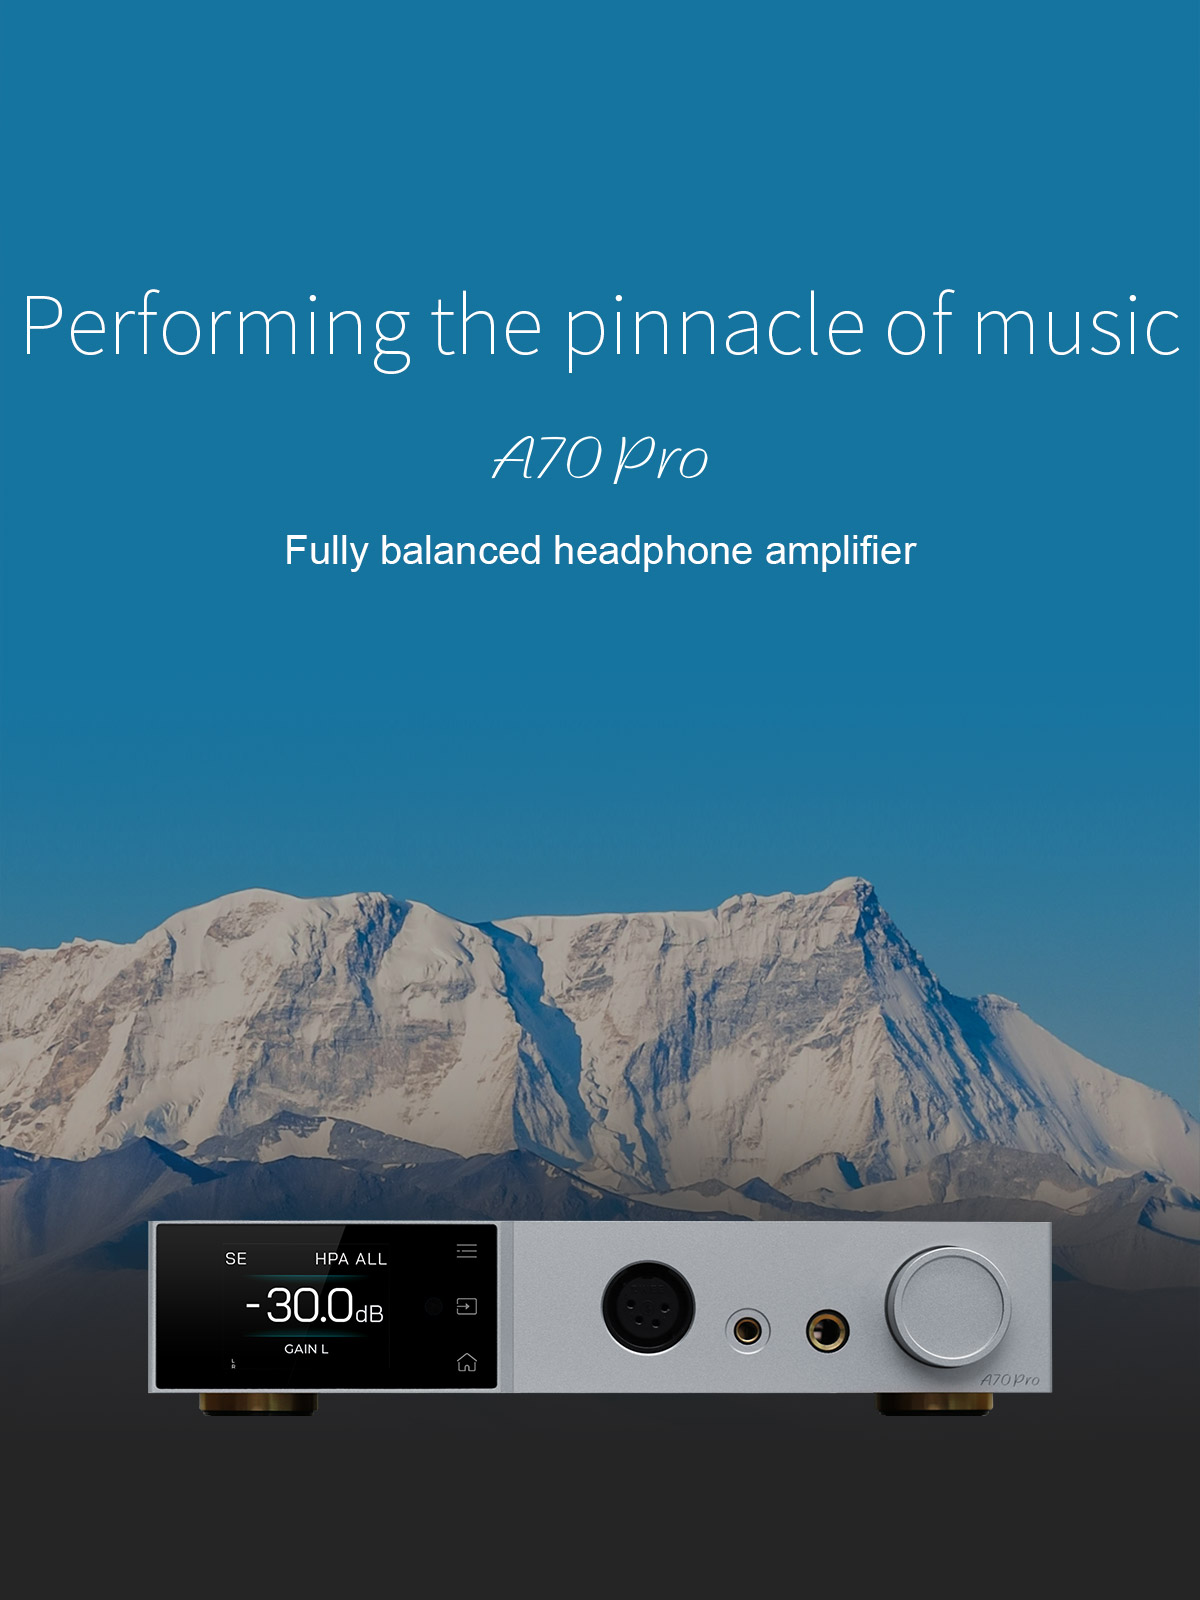 Performing the pinnacle of music
A70 Pro
Fully balanced headphone amplifier
SE HPA ALL
-30.0dB
GAIN L
L
R
A70 Pro